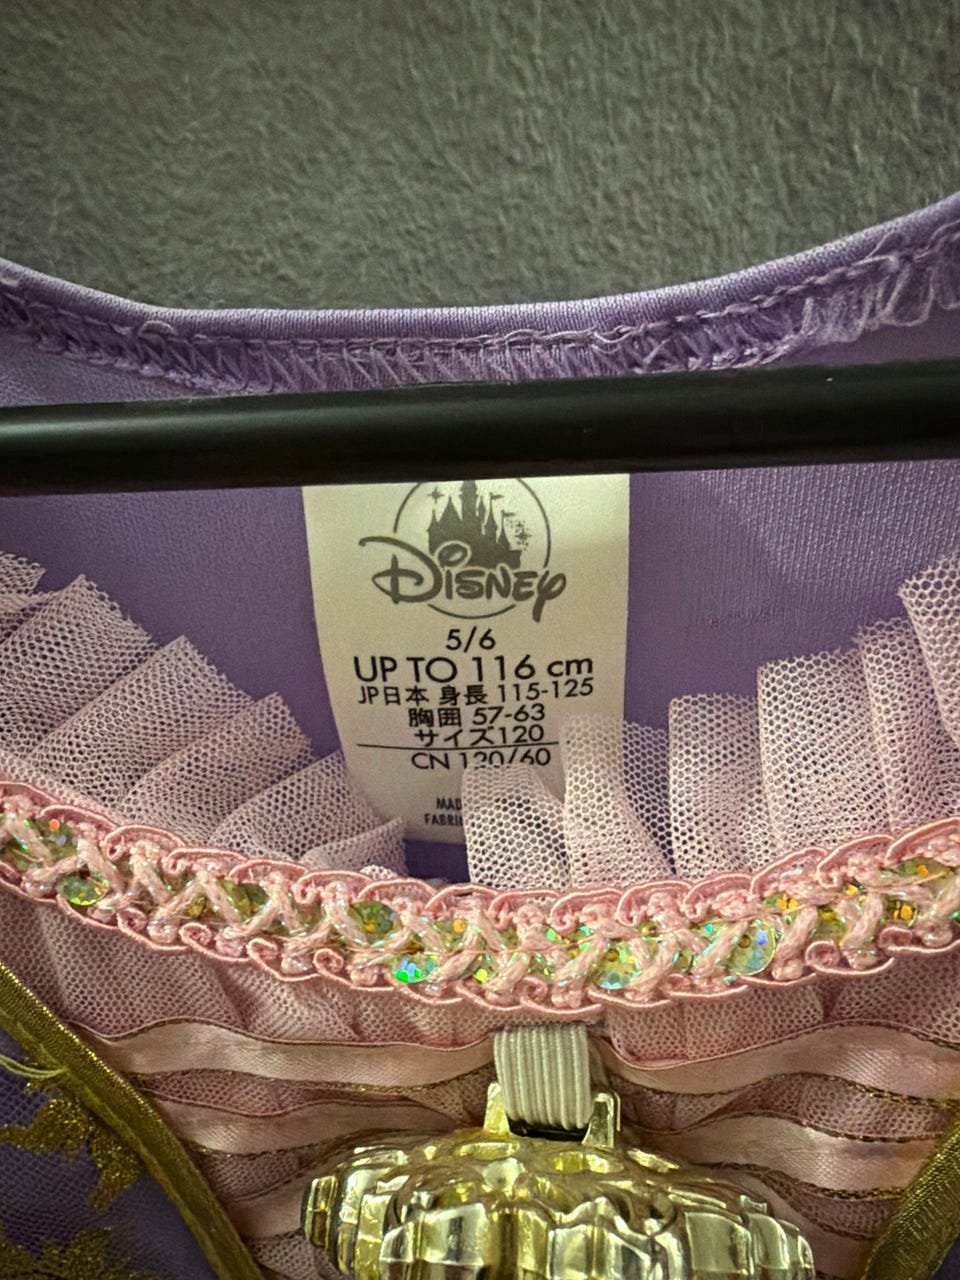 Disney
5/6
UP TO 116 cm
JP日本 身長 115-125
胸囲 57-63
サイズ120
CN 120/60